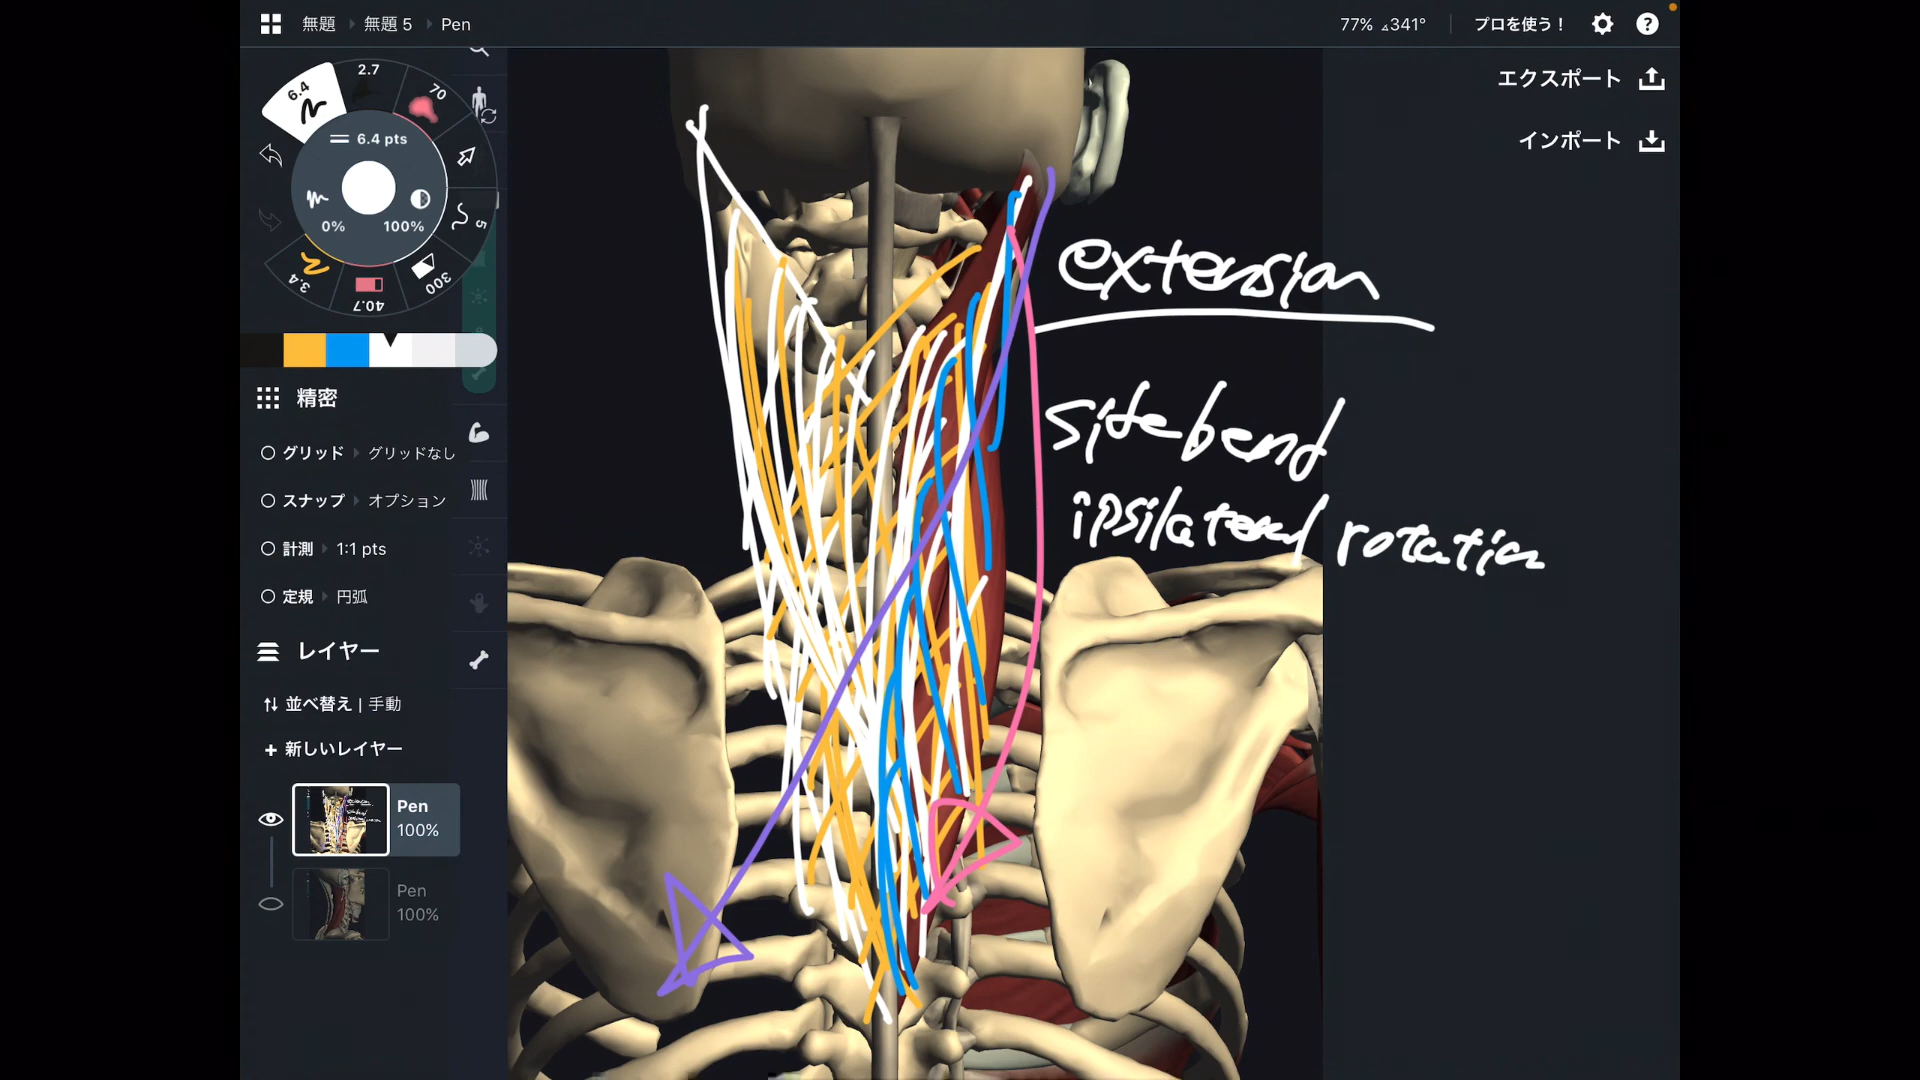 無題 無題 5 Pen
77% ⊿341°
プロを使う!
エクスポート
インポート
2.7
6.4
70
6.4 pts
0% 100%
5
3.4
40.7
300
精密
グリッド グリッドなし
スナップ オプション
計測 1:1 pts
定規 円弧
レイヤー
並べ替え | 手動
+ 新しいレイヤー
Pen
100%
Pen
100%
extension
sidebend
ipsilateral rotation